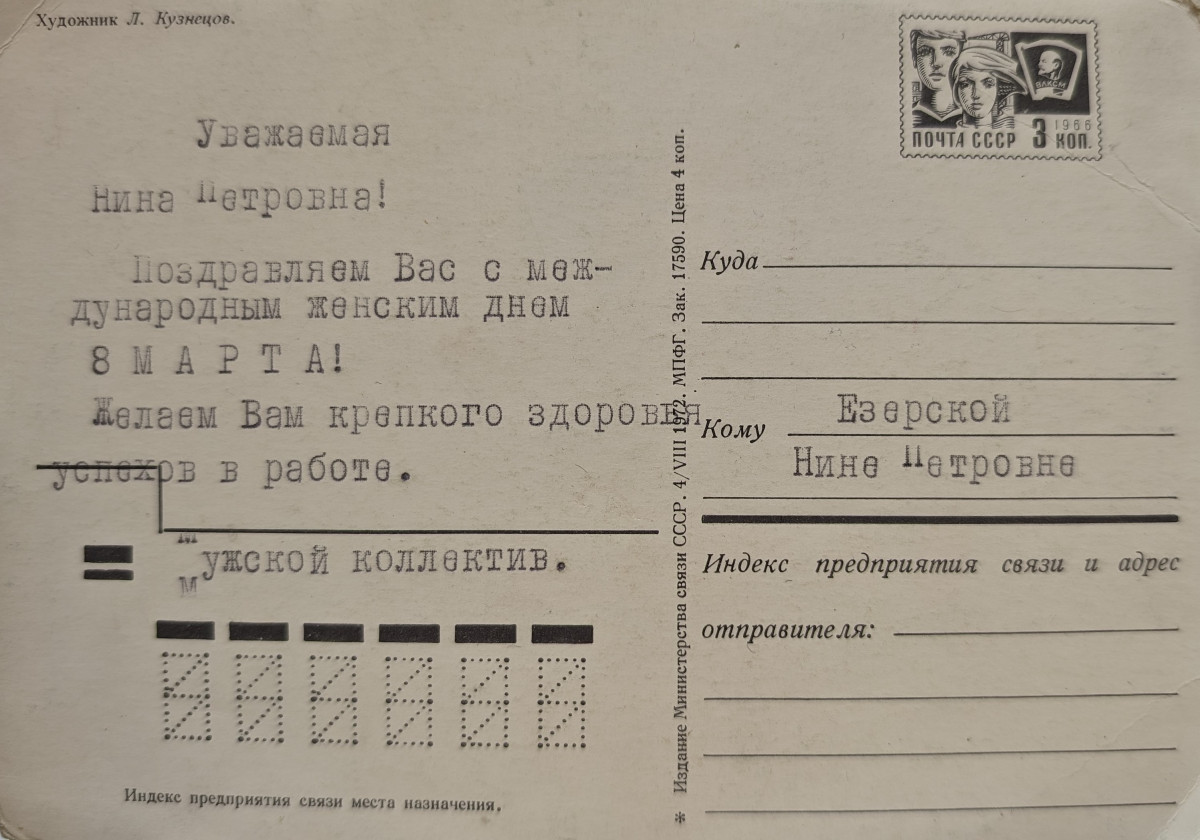 Художник Л. Кузнецов.
Уважаемая
Нина Петровна!
Поздравляем Вас с меж-
дународным женским днем
8 М А Р Т А!
Желаем Вам крепкого здоровья
успехов в работе.
Мужской коллектив.
Индекс предприятия связи места назначения.
* Издание Министерства связи СССР. 4/VIII 1972. МПФГ. Зак. 17590. Цена 4 коп.
ВЛКСМ
1966
ПОЧТА СССР 3 КОП.
Куда
Кому Езерской
Нине Петровне
Индекс предприятия связи и адрес
отправителя: